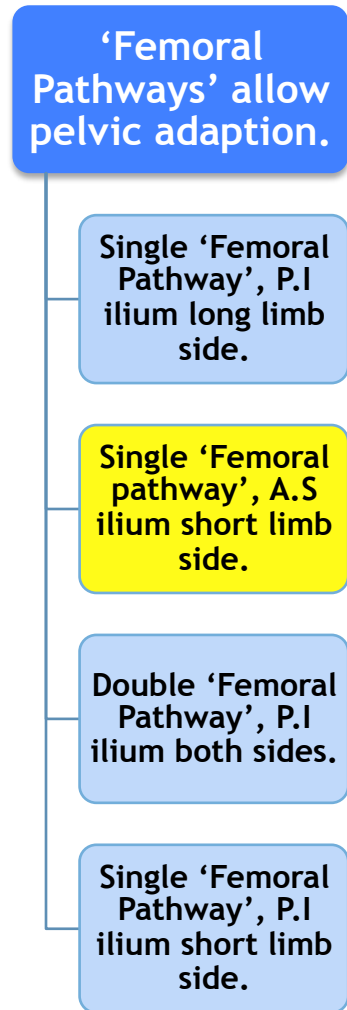 ‘Femoral
Pathways’ allow
pelvic adaption.
Single ‘Femoral
Pathway’, P.I
ilium long limb
side.
Single ‘Femoral
pathway’, A.S
ilium short limb
side.
Double ‘Femoral
Pathway’, P.I
ilium both sides.
Single ‘Femoral
Pathway’, P.I
ilium short limb
side.